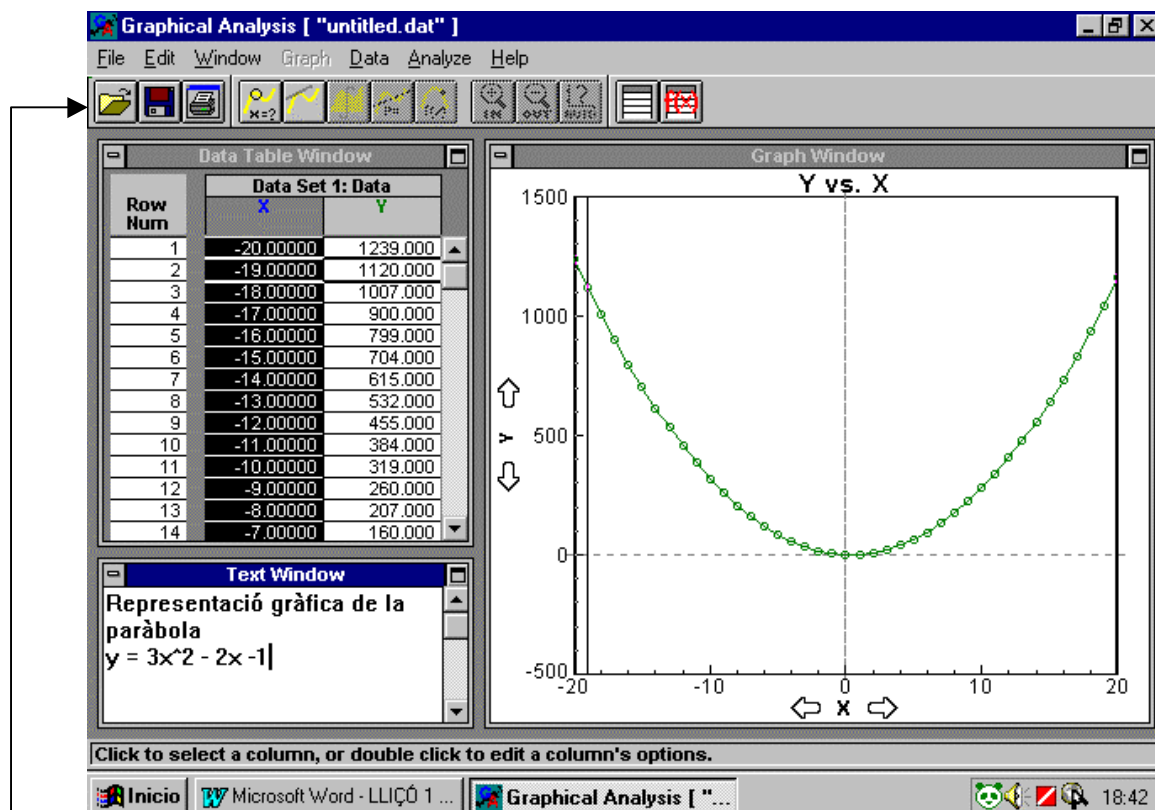 Graphical Analysis [ "untitled.dat" ]
File Edit Window Graph Data Analyze Help
x=?
IN OUT AUTO f(x)
Data Table Window
Data Set 1: Data
Row Num X Y
1 -20.00000 1239.000
2 -19.00000 1120.000
3 -18.00000 1007.000
4 -17.00000 900.000
5 -16.00000 799.000
6 -15.00000 704.000
7 -14.00000 615.000
8 -13.00000 532.000
9 -12.00000 455.000
10 -11.00000 384.000
11 -10.00000 319.000
12 -9.00000 260.000
13 -8.00000 207.000
14 -7.00000 160.000
Text Window
Representació gràfica de la
paràbola
y = 3x^2 - 2x -1
Graph Window
Y vs. X
1500
1000
500
0
-500
Y
-20 -10 0 10 20
X
Click to select a column, or double click to edit a column's options.
Inicio Microsoft Word - LLIÇÓ 1 ... Graphical Analysis [ "... 18:42